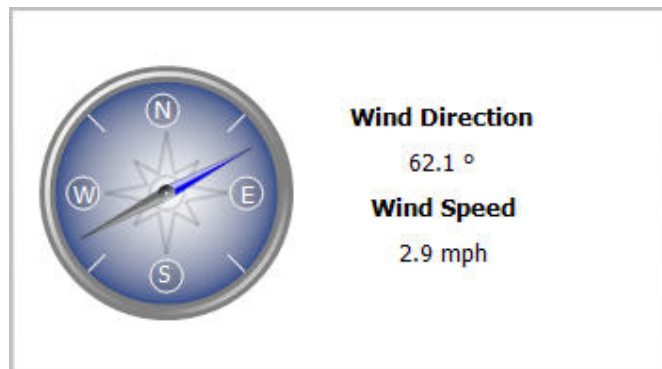 N
W
E
S
Wind Direction
62.1 °
Wind Speed
2.9 mph